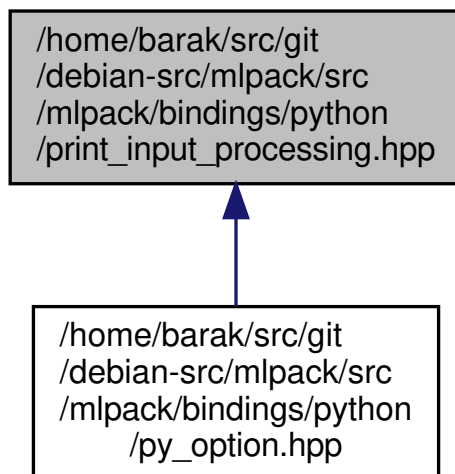 /home/barak/src/git
/debian-src/mlpack/src
/mlpack/bindings/python
/print_input_processing.hpp
/home/barak/src/git
/debian-src/mlpack/src
/mlpack/bindings/python
/py_option.hpp